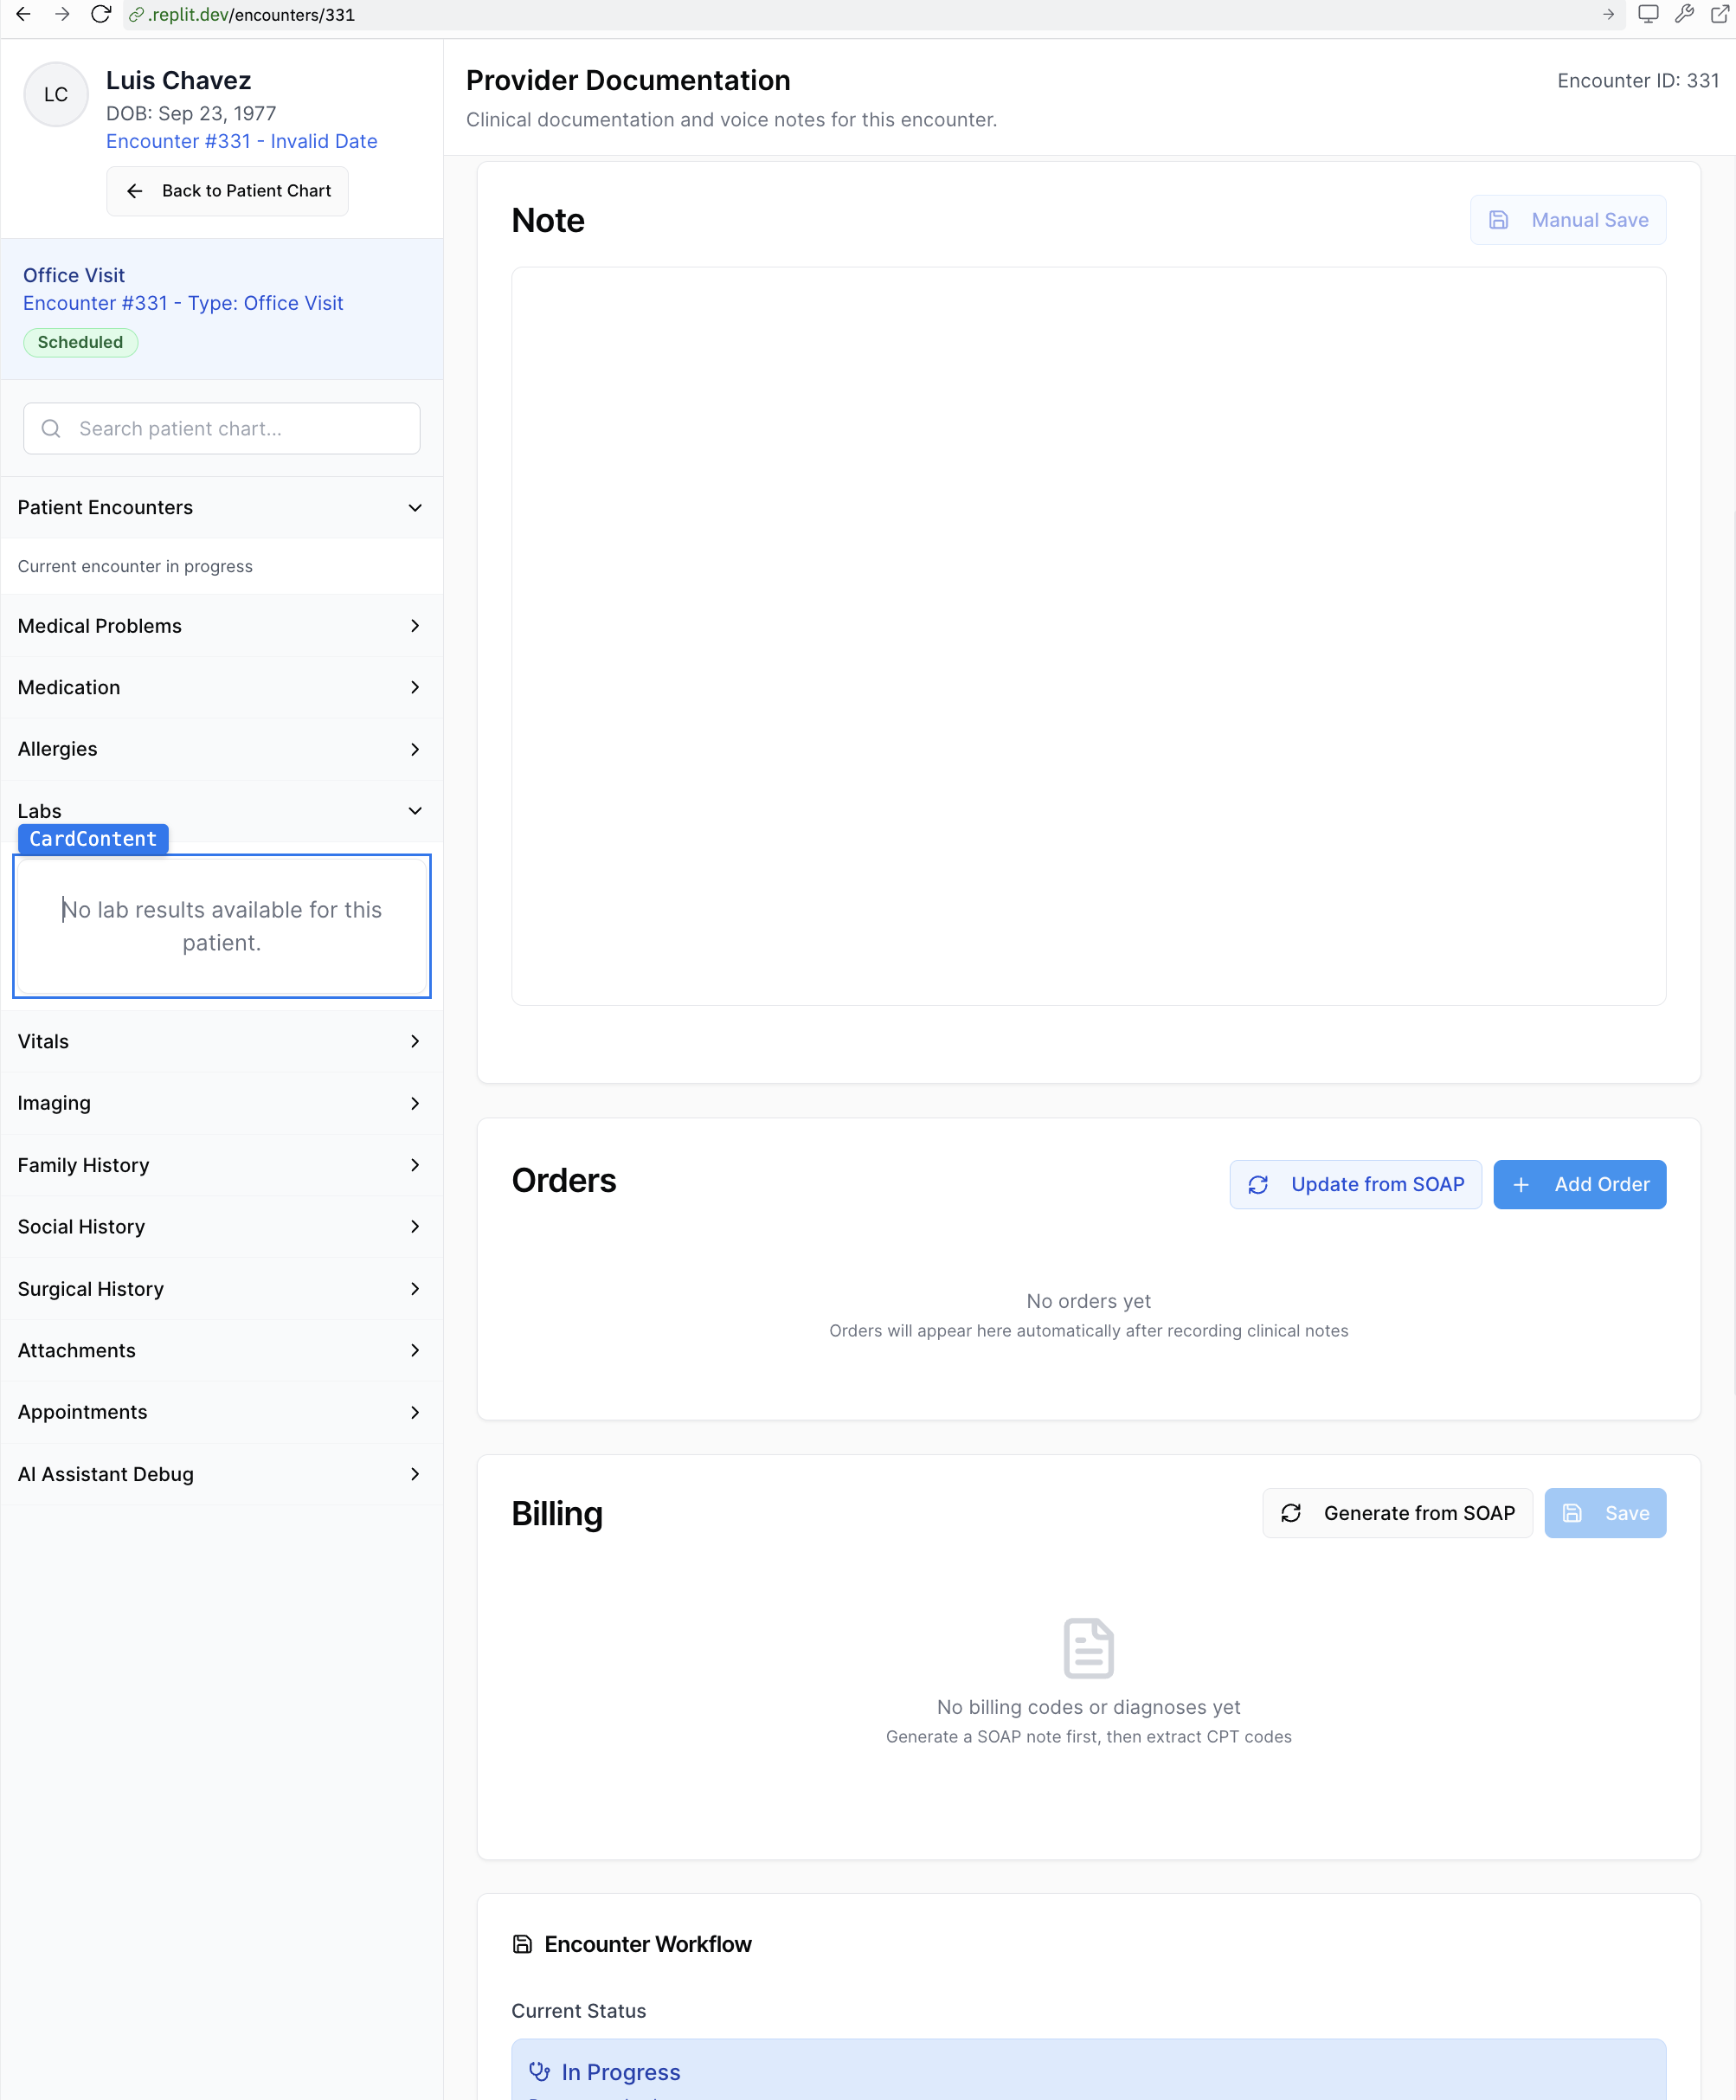 .replit.dev/encounters/331
LC
Luis Chavez
DOB: Sep 23, 1977
Encounter #331 - Invalid Date
Back to Patient Chart
Office Visit
Encounter #331 - Type: Office Visit
Scheduled
Search patient chart...
Patient Encounters
Current encounter in progress
Medical Problems
Medication
Allergies
Labs
CardContent
No lab results available for this
patient.
Vitals
Imaging
Family History
Social History
Surgical History
Attachments
Appointments
AI Assistant Debug
Provider Documentation
Encounter ID: 331
Clinical documentation and voice notes for this encounter.
Note
Manual Save
Orders
Update from SOAP
Add Order
No orders yet
Orders will appear here automatically after recording clinical notes
Billing
Generate from SOAP
Save
No billing codes or diagnoses yet
Generate a SOAP note first, then extract CPT codes
Encounter Workflow
Current Status
In Progress